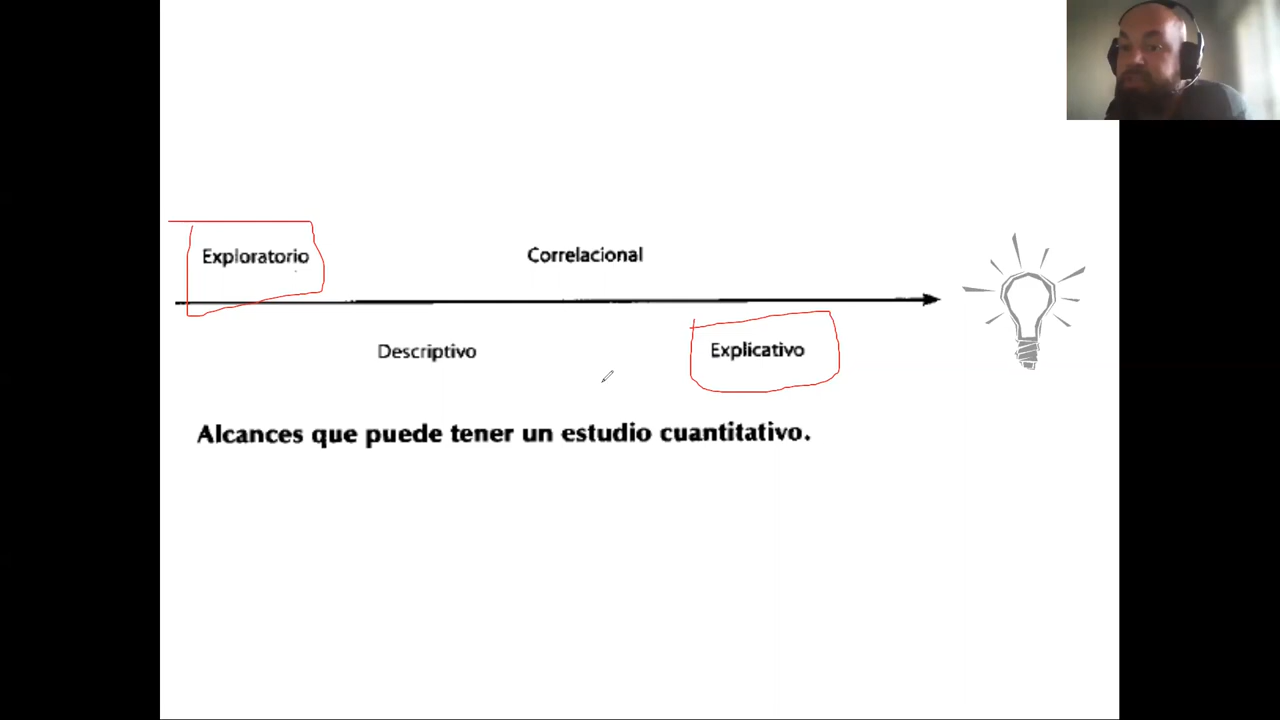 Exploratorio
Correlacional
Descriptivo
Explicativo
Alcances que puede tener un estudio cuantitativo.